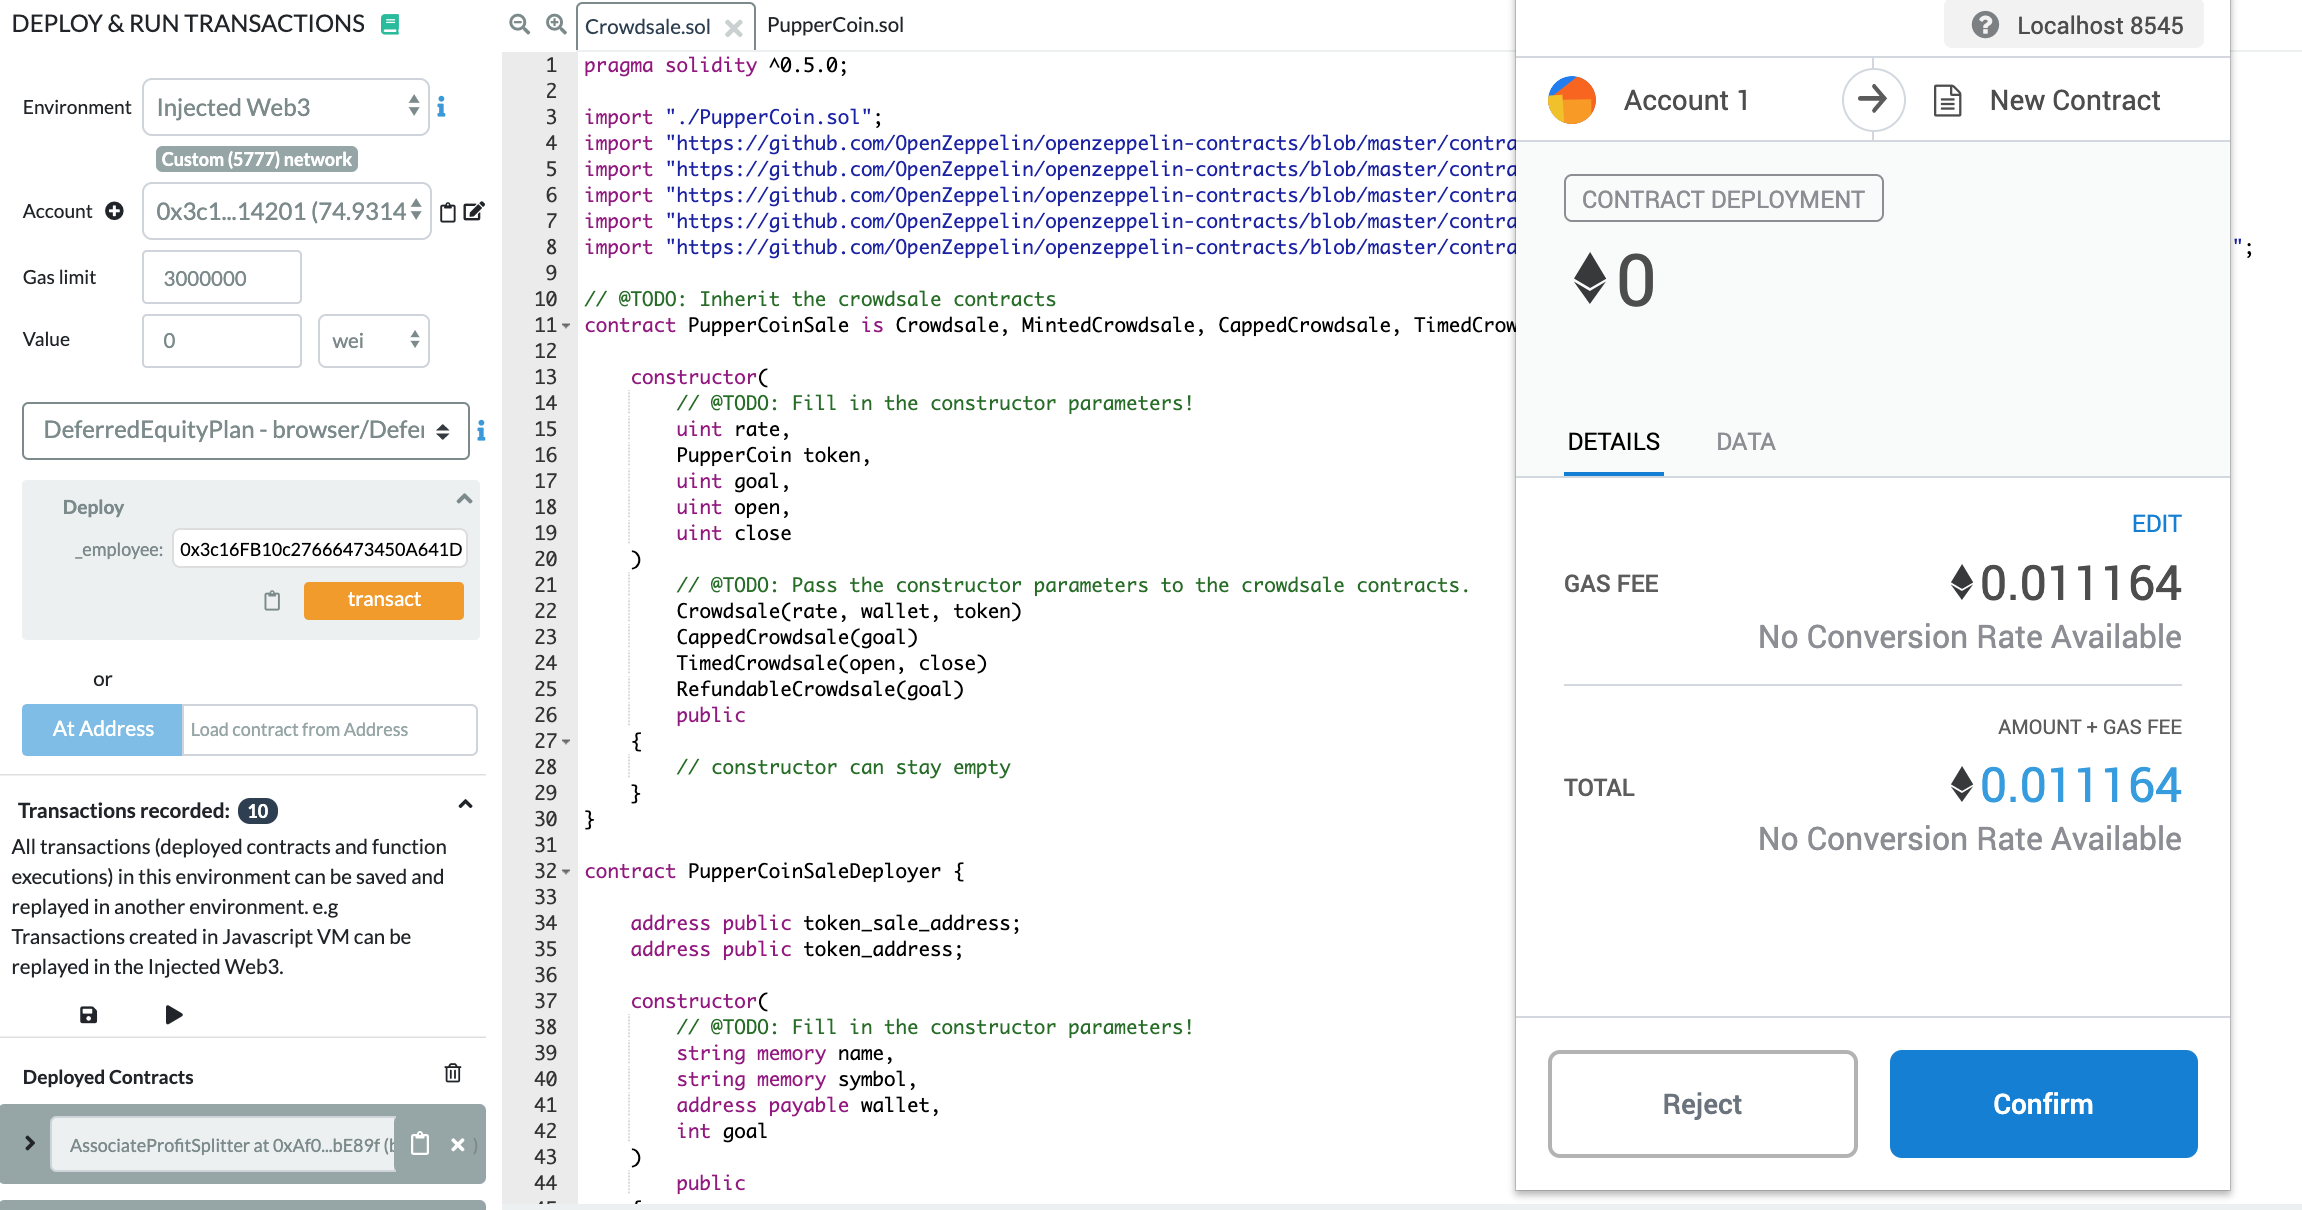 DEPLOY & RUN TRANSACTIONS
Environment
Injected Web3
Custom (5777) network
Account
0x3c1...14201 (74.9314
Gas limit
3000000
Value
0
wei
DeferredEquityPlan - browser/Defer
Deploy
_employee:
0x3c16FB10c27666473450A641D
transact
or
At Address
Load contract from Address
Transactions recorded: 10
All transactions (deployed contracts and function
executions) in this environment can be saved and
replayed in another environment. e.g
Transactions created in Javascript VM can be
replayed in the Injected Web3.
Deployed Contracts
AssociateProfitSplitter at 0xAf0...bE89f (b
Crowdsale.sol
PupperCoin.sol
1 pragma solidity ^0.5.0;
2
3 import "./PupperCoin.sol";
4 import "https://github.com/OpenZeppelin/openzeppelin-contracts/blob/master/contra
5 import "https://github.com/OpenZeppelin/openzeppelin-contracts/blob/master/contra
6 import "https://github.com/OpenZeppelin/openzeppelin-contracts/blob/master/contra
7 import "https://github.com/OpenZeppelin/openzeppelin-contracts/blob/master/contra
8 import "https://github.com/OpenZeppelin/openzeppelin-contracts/blob/master/contra
";
9
10 // @TODO: Inherit the crowdsale contracts
11 contract PupperCoinSale is Crowdsale, MintedCrowdsale, CappedCrowdsale, TimedCrow
12
13 constructor(
14 // @TODO: Fill in the constructor parameters!
15 uint rate,
16 PupperCoin token,
17 uint goal,
18 uint open,
19 uint close
20 )
21 // @TODO: Pass the constructor parameters to the crowdsale contracts.
22 Crowdsale(rate, wallet, token)
23 CappedCrowdsale(goal)
24 TimedCrowdsale(open, close)
25 RefundableCrowdsale(goal)
26 public
27 {
28 // constructor can stay empty
29 }
30 }
31
32 contract PupperCoinSaleDeployer {
33
34 address public token_sale_address;
35 address public token_address;
36
37 constructor(
38 // @TODO: Fill in the constructor parameters!
39 string memory name,
40 string memory symbol,
41 address payable wallet,
42 int goal
43 )
44 public
Localhost 8545
Account 1
New Contract
CONTRACT DEPLOYMENT
0
DETAILS
DATA
EDIT
GAS FEE
0.011164
No Conversion Rate Available
AMOUNT + GAS FEE
TOTAL
0.011164
No Conversion Rate Available
Reject
Confirm